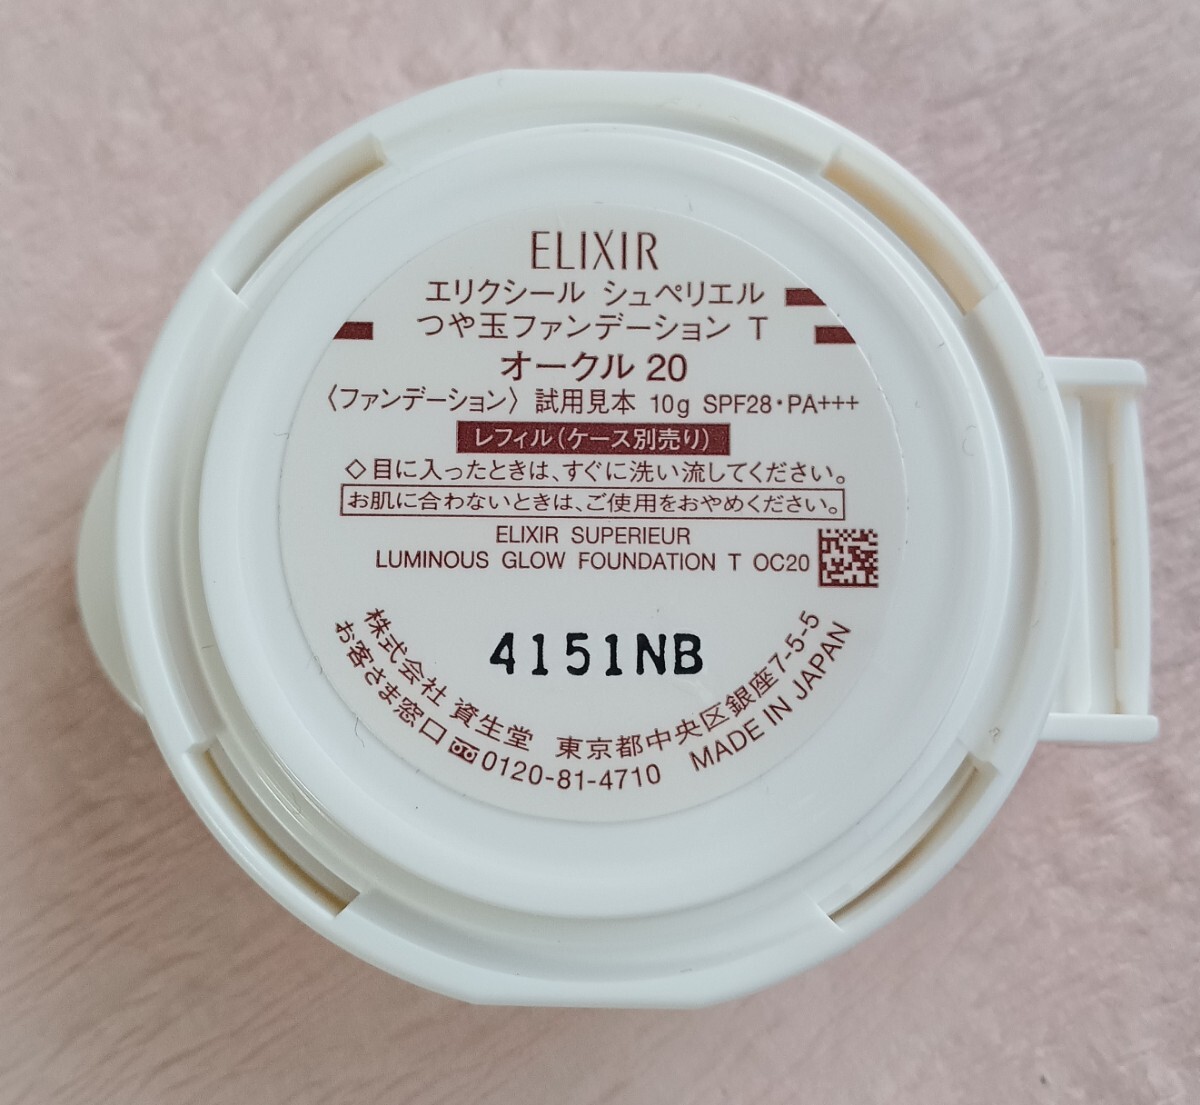 ELIXIR
エリクシール シュペリエル
つや玉ファンデーション T
オークル 20
〈ファンデーション〉 試用見本 10g SPF28・PA+++
レフィル(ケース別売り)
◇目に入ったときは、すぐに洗い流してください。
お肌に合わないときは、ご使用をおやめください。
ELIXIR SUPERIEUR
LUMINOUS GLOW FOUNDATION T OC20
4151NB
株式会社 資生堂 東京都中央区銀座7-5-5
お客さま窓口 0120-81-4710 MADE IN JAPAN